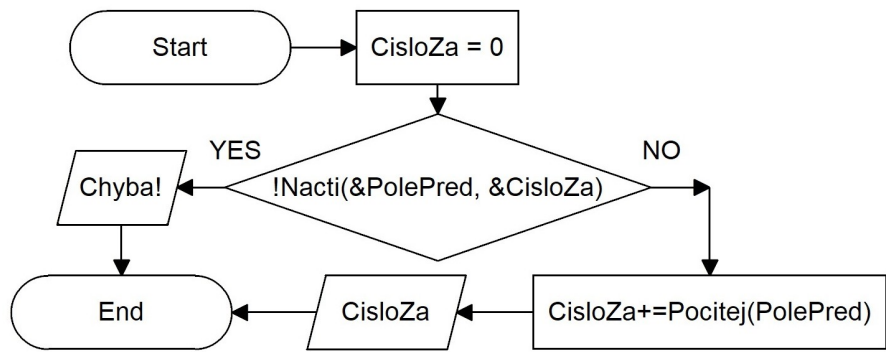 Start
CisloZa = 0
YES
NO
Chyba!
!Nacti(&PolePred, &CisloZa)
End
CisloZa
CisloZa+=Pocitej(PolePred)